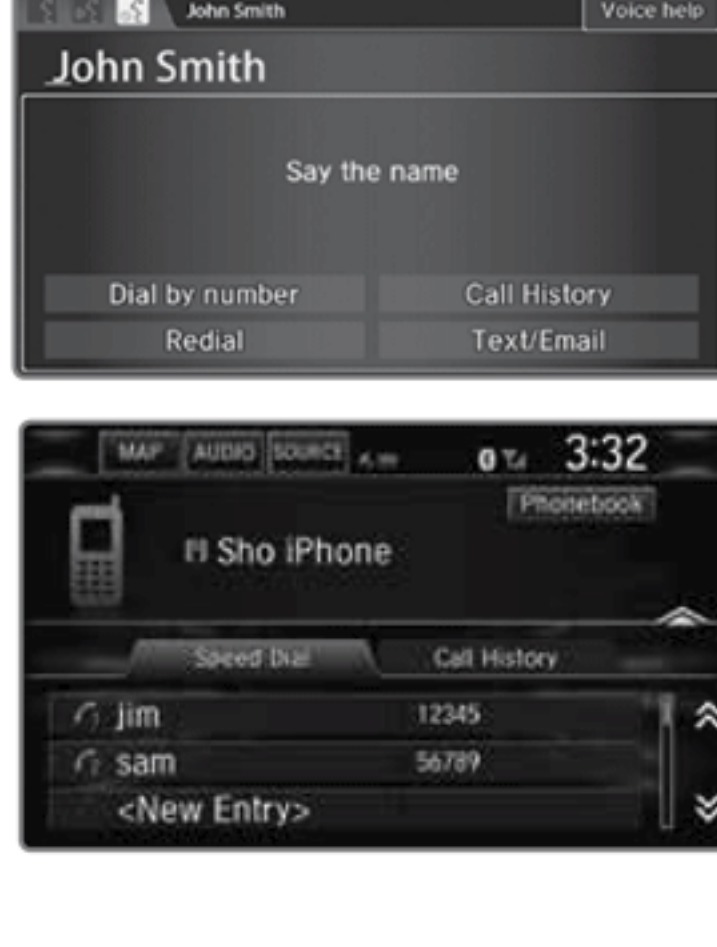 John Smith Voice help
John Smith
Say the name
Dial by number Call History
Redial Text/Email
MAP AUDIO SOURCE 3:32
Phonebook
Sho iPhone
Speed Dial Call History
jim 12345
sam 56789
<New Entry>